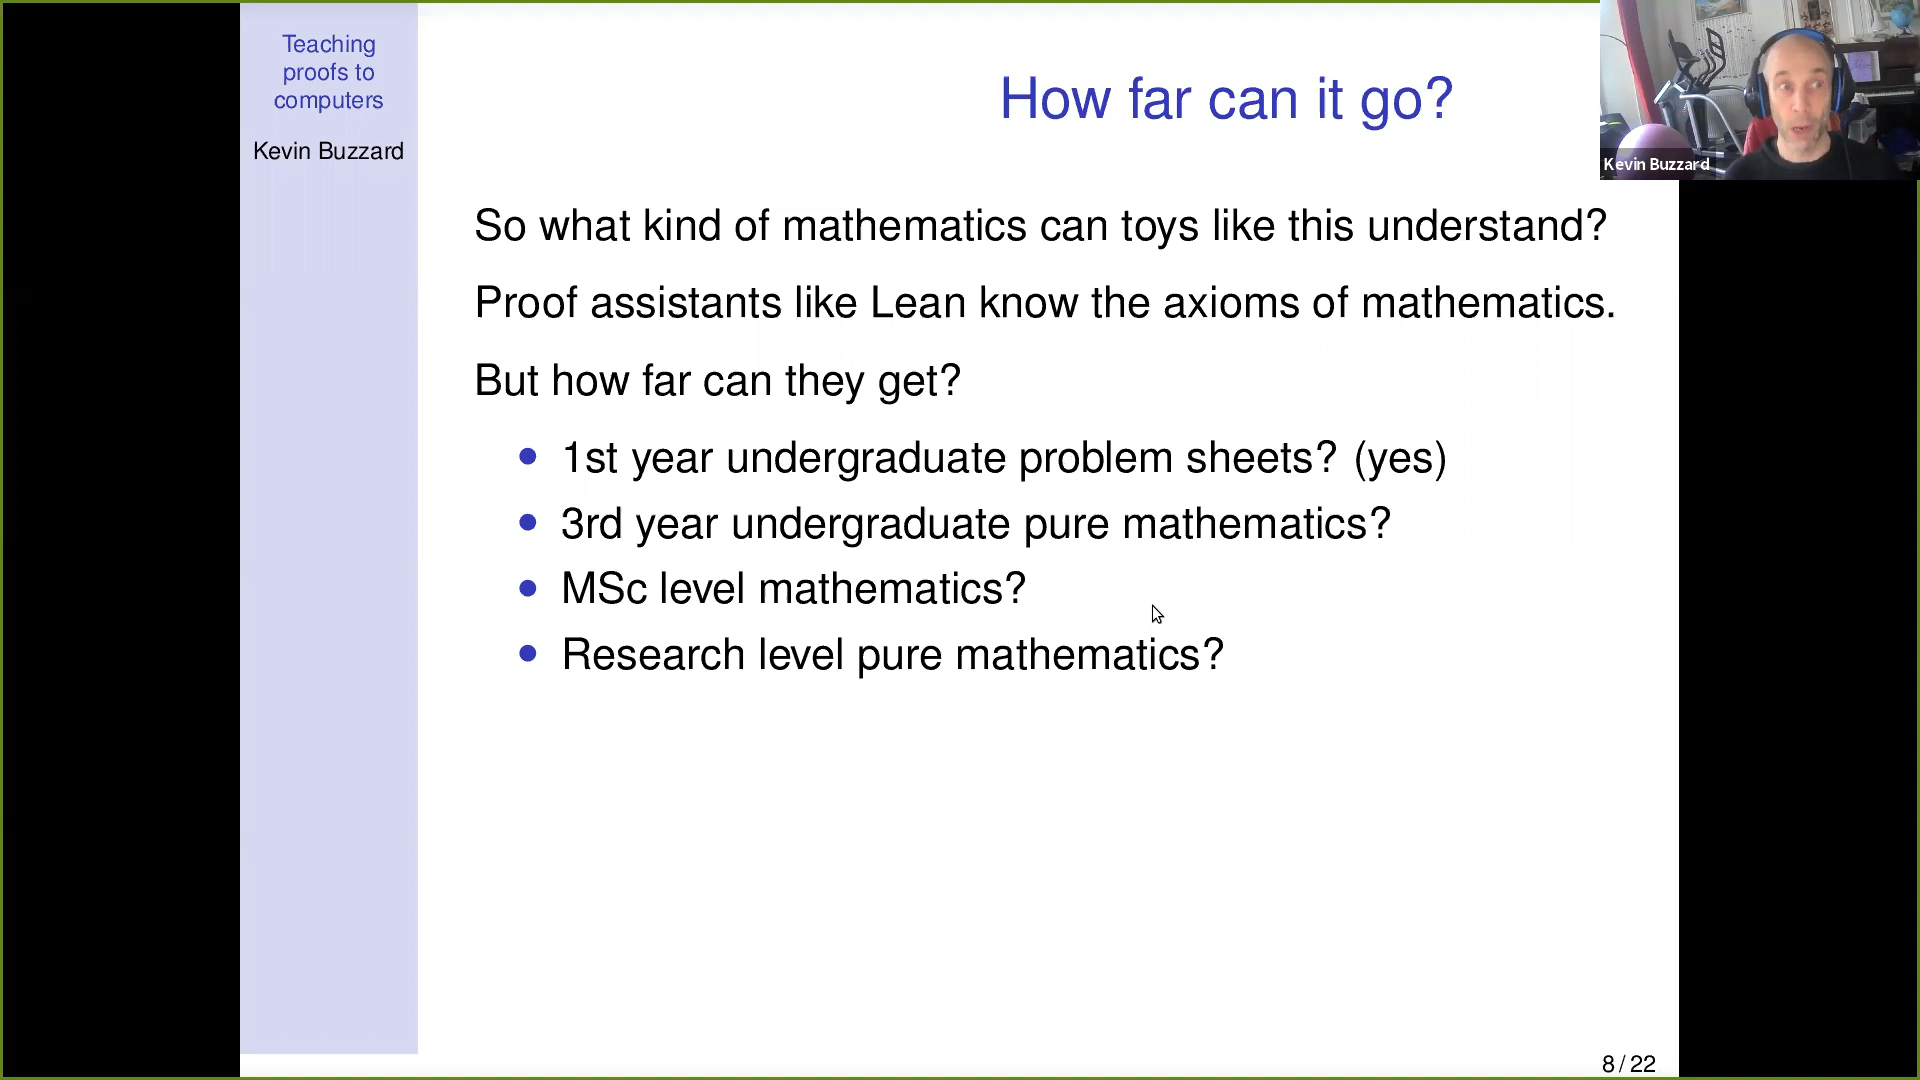 Teaching
proofs to
computers
Kevin Buzzard
How far can it go?
Kevin Buzzard
So what kind of mathematics can toys like this understand?
Proof assistants like Lean know the axioms of mathematics.
But how far can they get?
1st year undergraduate problem sheets? (yes)
3rd year undergraduate pure mathematics?
MSc level mathematics?
Research level pure mathematics?
8 / 22